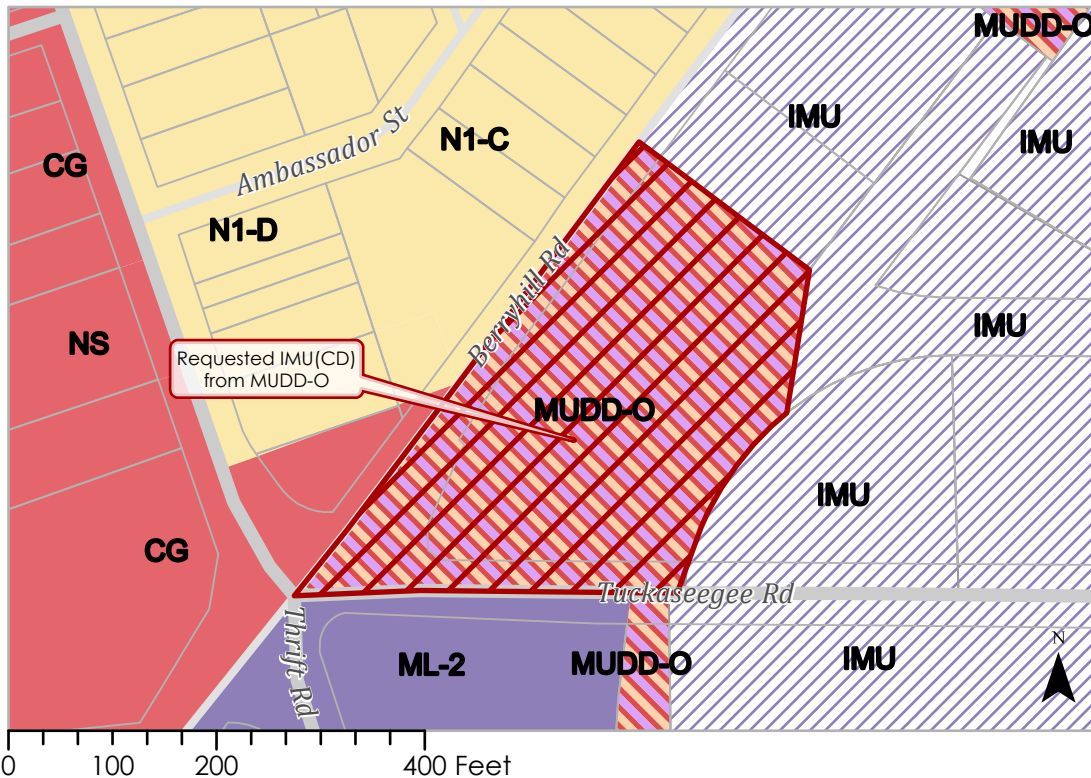 MUDD-O
IMU
CG
Ambassador St
N1-C
IMU
N1-D
Berryhill Rd
IMU
NS
Requested IMU(CD)
from MUDD-O
MUDD-O
IMU
CG
Tuckaseegee Rd
Thrift Rd
ML-2
MUDD-O
IMU
N
0 100 200 400 Feet